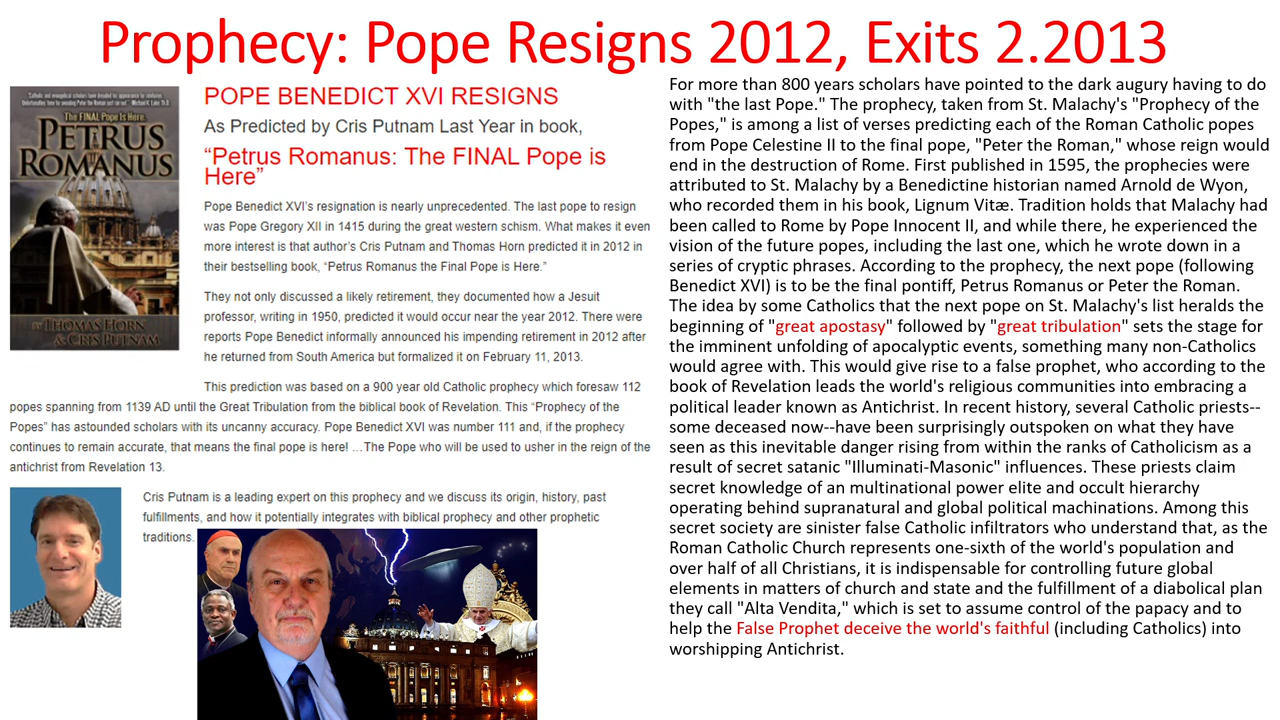 Prophecy: Pope Resigns 2012, Exits 2.2013
"Catholic and evangelical scholars have dreaded its appearance for centuries.
Unfortunately, time for avoiding Peter the Roman just ran out." Michael K. Lake, Th.D.
The FINAL Pope Is Here
PETRUS
ROMANUS
BY THOMAS HORN
& CRIS PUTNAM
POPE BENEDICT XVI RESIGNS
As Predicted by Cris Putnam Last Year in book,
“Petrus Romanus: The FINAL Pope is
Here”
Pope Benedict XVI’s resignation is nearly unprecedented. The last pope to resign
was Pope Gregory XII in 1415 during the great western schism. What makes it even
more interest is that author’s Cris Putnam and Thomas Horn predicted it in 2012 in
their bestselling book, “Petrus Romanus the Final Pope is Here.”
They not only discussed a likely retirement, they documented how a Jesuit
professor, writing in 1950, predicted it would occur near the year 2012. There were
reports Pope Benedict informally announced his impending retirement in 2012 after
he returned from South America but formalized it on February 11, 2013.
This prediction was based on a 900 year old Catholic prophecy which foresaw 112
popes spanning from 1139 AD until the Great Tribulation from the biblical book of Revelation. This “Prophecy of the
Popes” has astounded scholars with its uncanny accuracy. Pope Benedict XVI was number 111 and, if the prophecy
continues to remain accurate, that means the final pope is here! …The Pope who will be used to usher in the reign of the
antichrist from Revelation 13.
Cris Putnam is a leading expert on this prophecy and we discuss its origin, history, past
fulfillments, and how it potentially integrates with biblical prophecy and other prophetic
traditions.
For more than 800 years scholars have pointed to the dark augury having to do
with "the last Pope." The prophecy, taken from St. Malachy's "Prophecy of the
Popes," is among a list of verses predicting each of the Roman Catholic popes
from Pope Celestine II to the final pope, "Peter the Roman," whose reign would
end in the destruction of Rome. First published in 1595, the prophecies were
attributed to St. Malachy by a Benedictine historian named Arnold de Wyon,
who recorded them in his book, Lignum Vitæ. Tradition holds that Malachy had
been called to Rome by Pope Innocent II, and while there, he experienced the
vision of the future popes, including the last one, which he wrote down in a
series of cryptic phrases. According to the prophecy, the next pope (following
Benedict XVI) is to be the final pontiff, Petrus Romanus or Peter the Roman.
The idea by some Catholics that the next pope on St. Malachy's list heralds the
beginning of "great apostasy" followed by "great tribulation" sets the stage for
the imminent unfolding of apocalyptic events, something many non-Catholics
would agree with. This would give rise to a false prophet, who according to the
book of Revelation leads the world's religious communities into embracing a
political leader known as Antichrist. In recent history, several Catholic priests--
some deceased now--have been surprisingly outspoken on what they have
seen as this inevitable danger rising from within the ranks of Catholicism as a
result of secret satanic "Illuminati-Masonic" influences. These priests claim
secret knowledge of an multinational power elite and occult hierarchy
operating behind supranatural and global political machinations. Among this
secret society are sinister false Catholic infiltrators who understand that, as the
Roman Catholic Church represents one-sixth of the world's population and
over half of all Christians, it is indispensable for controlling future global
elements in matters of church and state and the fulfillment of a diabolical plan
they call "Alta Vendita," which is set to assume control of the papacy and to
help the False Prophet deceive the world's faithful (including Catholics) into
worshipping Antichrist.